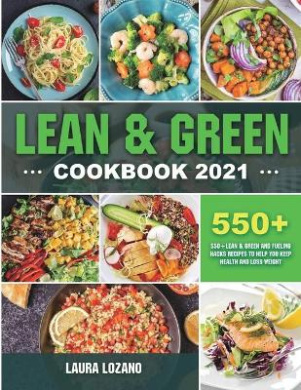 LEAN & GREEN
··· COOKBOOK 2021 ···
550+
550+ LEAN & GREEN AND FUELING
HACKS RECIPES TO HELP YOU KEEP
HEALTH AND LOSS WEIGHT
LAURA LOZANO